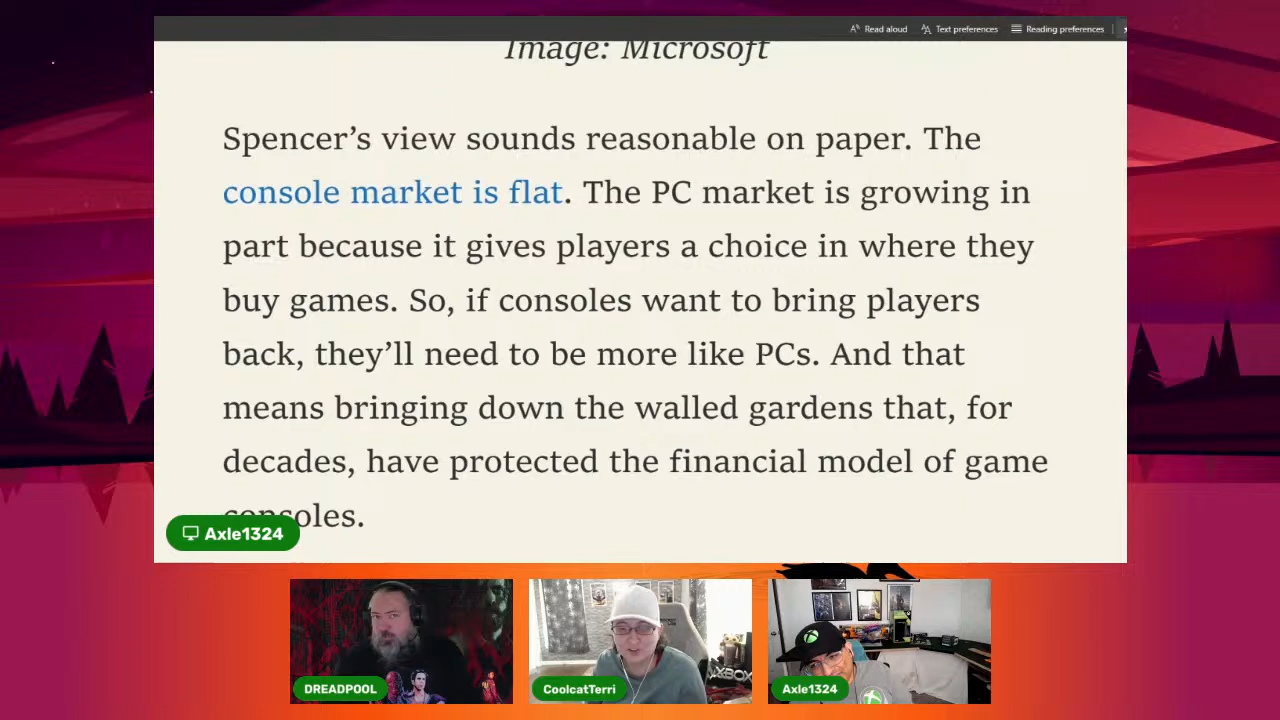 Read aloud
Text preferences
Reading preferences
Image: Microsoft
Spencer’s view sounds reasonable on paper. The
console market is flat. The PC market is growing in
part because it gives players a choice in where they
buy games. So, if consoles want to bring players
back, they’ll need to be more like PCs. And that
means bringing down the walled gardens that, for
decades, have protected the financial model of game
consoles.
Axle1324
DREADPOOL
CoolcatTerri
XBOX
Axle1324